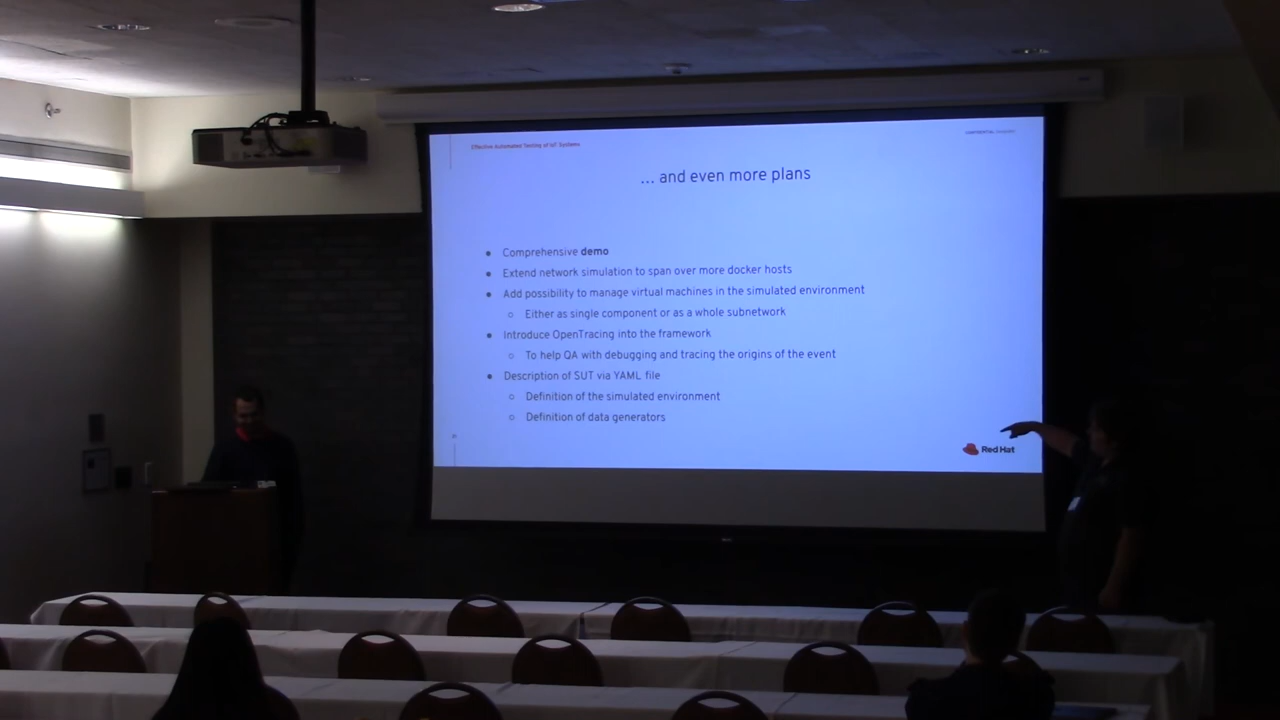 Effective Automated Testing of IoT Systems
... and even more plans
● Comprehensive demo
● Extend network simulation to span over more docker hosts
● Add possibility to manage virtual machines in the simulated environment
○ Either as single component or as a whole subnetwork
● Introduce OpenTracing into the framework
○ To help QA with debugging and tracing the origins of the event
● Description of SUT via YAML file
○ Definition of the simulated environment
○ Definition of data generators
Red Hat